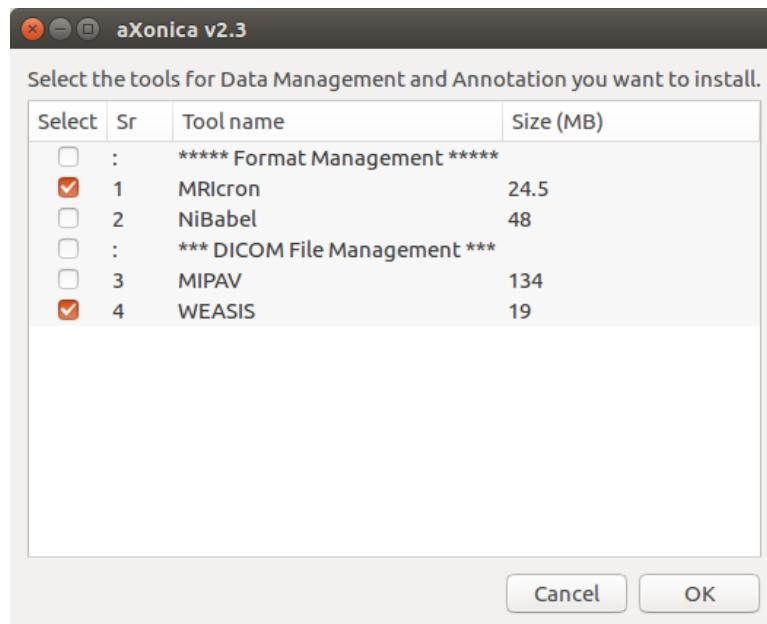 aXonica v2.3
Select the tools for Data Management and Annotation you want to install.
Select Sr Tool name Size (MB)
: ***** Format Management *****
1 MRIcron 24.5
2 NiBabel 48
: *** DICOM File Management ***
3 MIPAV 134
4 WEASIS 19
Cancel OK